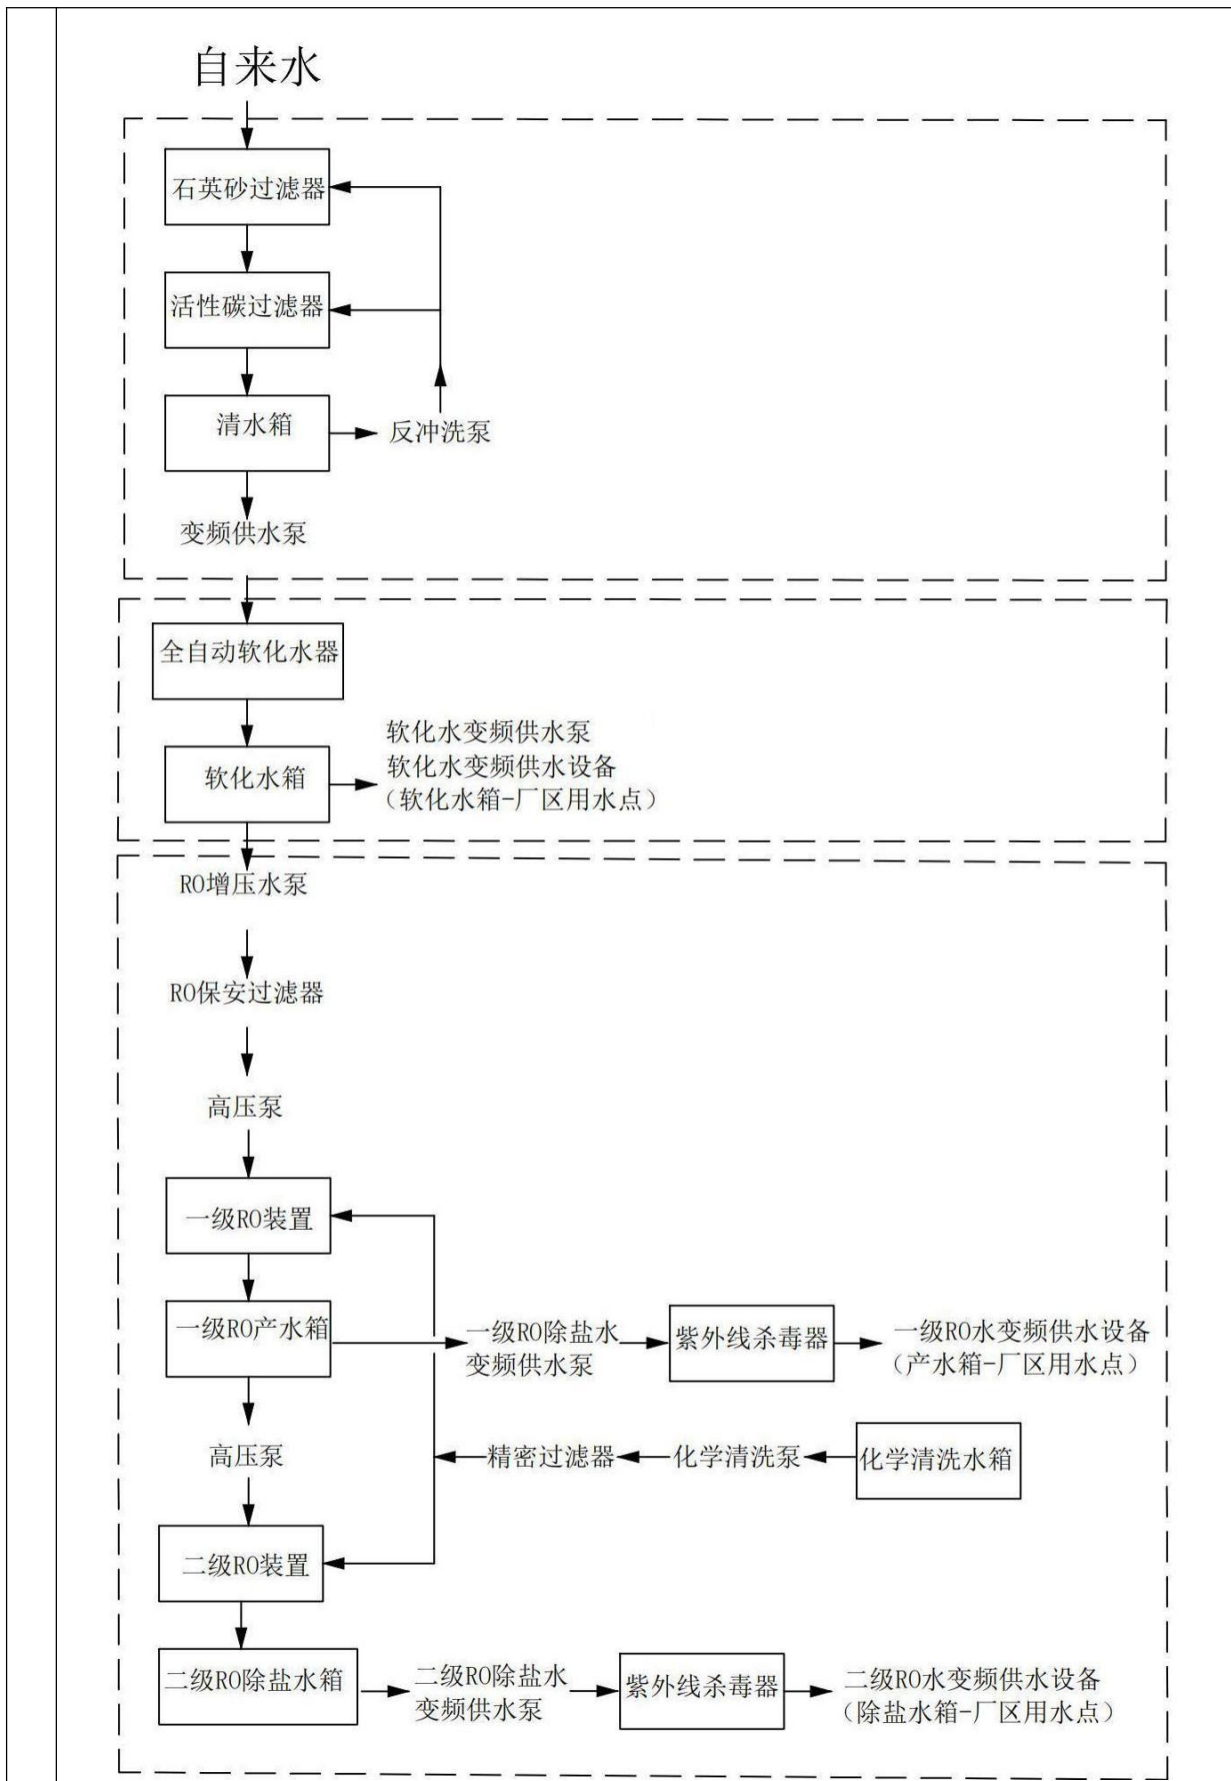 自来水
石英砂过滤器
活性碳过滤器
清水箱
反冲洗泵
变频供水泵
全自动软化水器
软化水变频供水泵
软化水变频供水设备
软化水箱
（软化水箱-厂区用水点）
RO增压水泵
RO保安过滤器
高压泵
一级RO装置
一级RO产水箱
一级RO除盐水
变频供水泵
紫外线杀毒器
一级RO水变频供水设备
（产水箱-厂区用水点）
高压泵
精密过滤器
化学清洗泵
化学清洗水箱
二级RO装置
二级RO除盐水箱
二级RO除盐水
变频供水泵
紫外线杀毒器
二级RO水变频供水设备
（除盐水箱-厂区用水点）